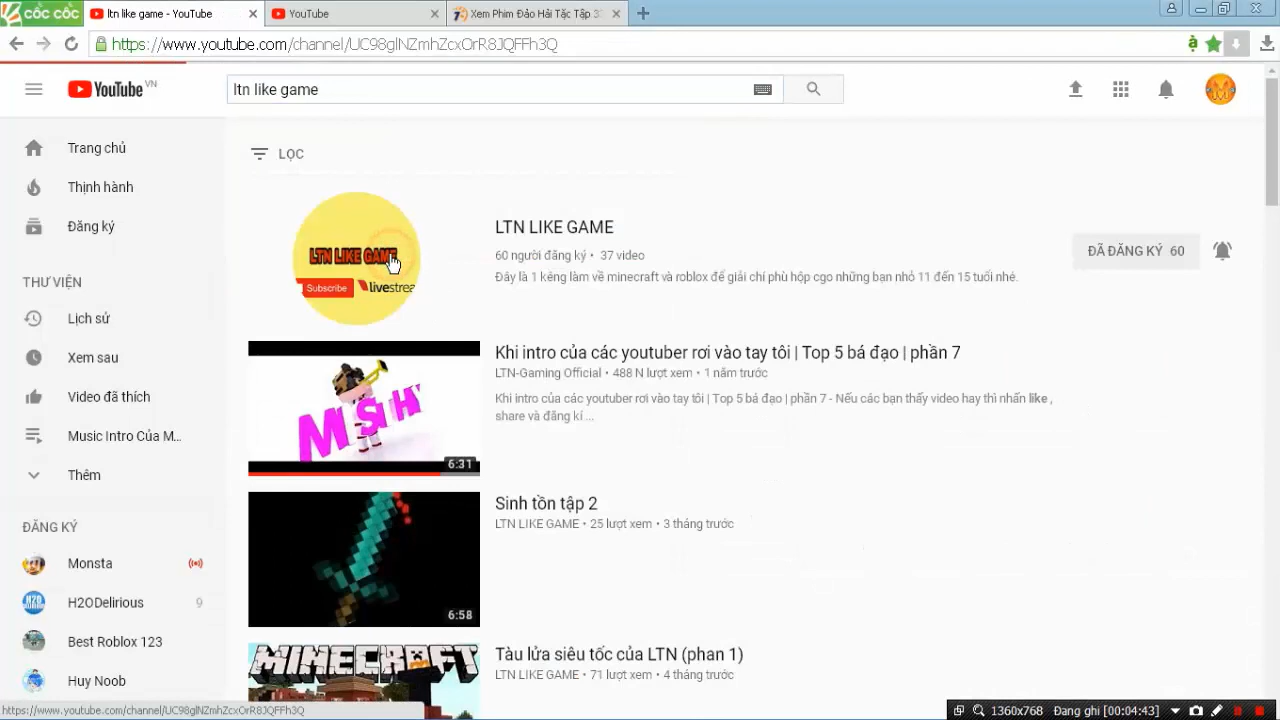 cốc cốc
ltn like game - YouTube
YouTube
Xem Phim Đảo Hải Tặc Tập 3
https://www.youtube.com/channel/UC98glNZmhZcxOrR8JQFFh3Q
YouTube VN
ltn like game
Trang chủ
Thịnh hành
Đăng ký
THƯ VIỆN
Lịch sử
Xem sau
Video đã thích
Music Intro Của M...
Thêm
ĐĂNG KÝ
Monsta
H2ODelirious 9
Best Roblox 123
Huy Noob
LỌC
LTN LIKE GAME
Subscribe
livestrea
LTN LIKE GAME
60 người đăng ký • 37 video
Đây là 1 kêng làm về minecraft và roblox để giải chí phù hộp cgo những bạn nhỏ 11 đến 15 tuổi nhé.
ĐÃ ĐĂNG KÝ 60
6:31
Khi intro của các youtuber rơi vào tay tôi | Top 5 bá đạo | phần 7
LTN-Gaming Official • 488 N lượt xem • 1 năm trước
Khi intro của các youtuber rơi vào tay tôi | Top 5 bá đạo | phần 7 - Nếu các bạn thấy video hay thì nhấn like ,
share và đăng kí ...
6:58
Sinh tồn tập 2
LTN LIKE GAME • 25 lượt xem • 3 tháng trước
MINECRAFT
Tàu lửa siêu tốc của LTN (phan 1)
LTN LIKE GAME • 71 lượt xem • 4 tháng trước
https://www.youtube.com/channel/UC98glNZmhZcxOrR8JQFFh3Q
1360x768 Đang ghi [00:04:43]